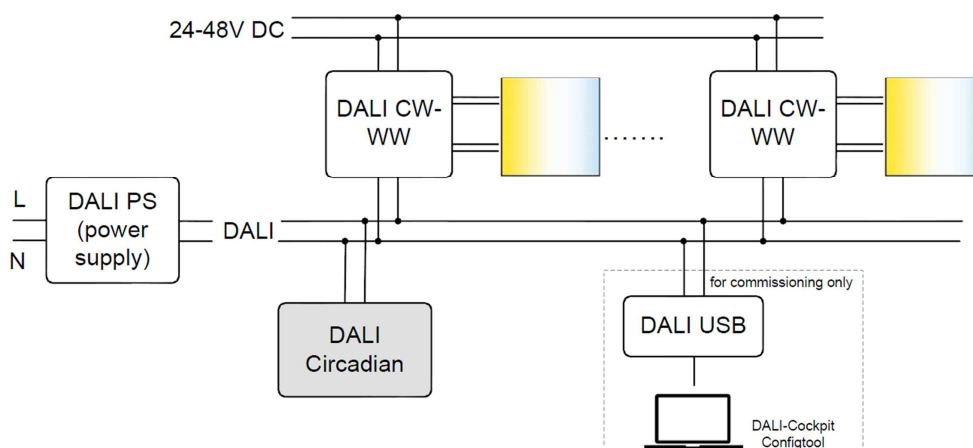 24-48V DC
DALI CW-
WW
DALI CW-
WW
.......
L
N
DALI PS
(power
supply)
DALI
for commissioning only
DALI
Circadian
DALI USB
DALI-Cockpit
Configtool